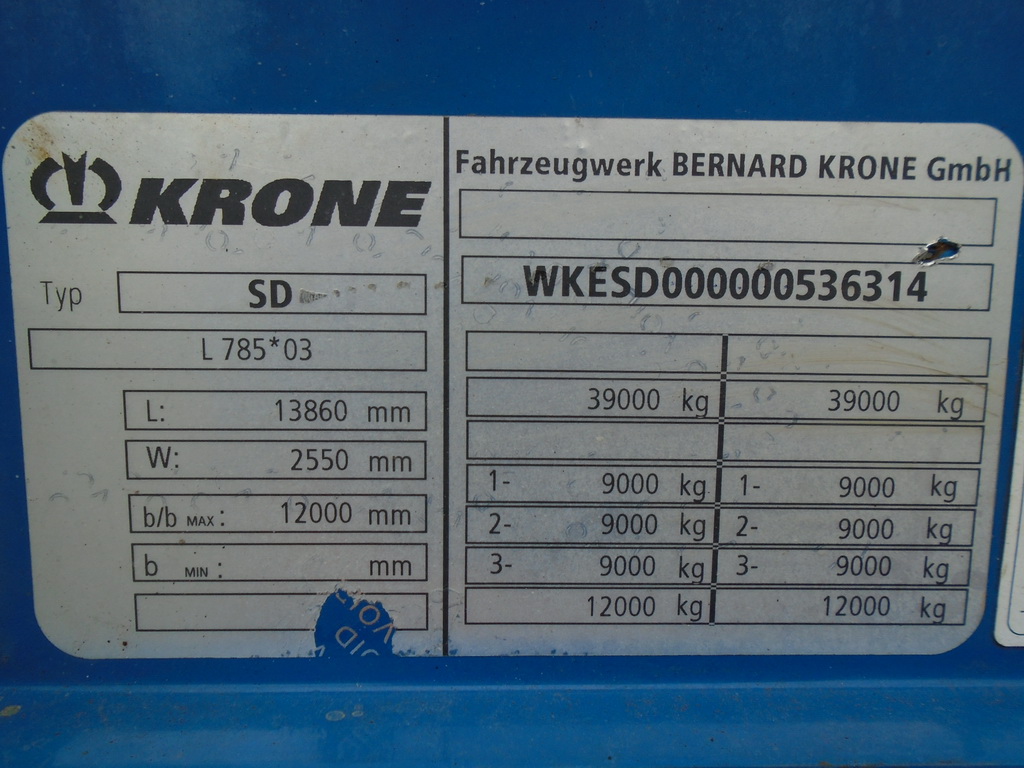 KRONE
Typ SD
L 785*03
L: 13860 mm
W: 2550 mm
b/b MAX: 12000 mm
b MIN: mm
VOID
VOID
Fahrzeugwerk BERNARD KRONE GmbH
WKESD000000536314
39000 kg 39000 kg
1- 9000 kg 1- 9000 kg
2- 9000 kg 2- 9000 kg
3- 9000 kg 3- 9000 kg
12000 kg 12000 kg